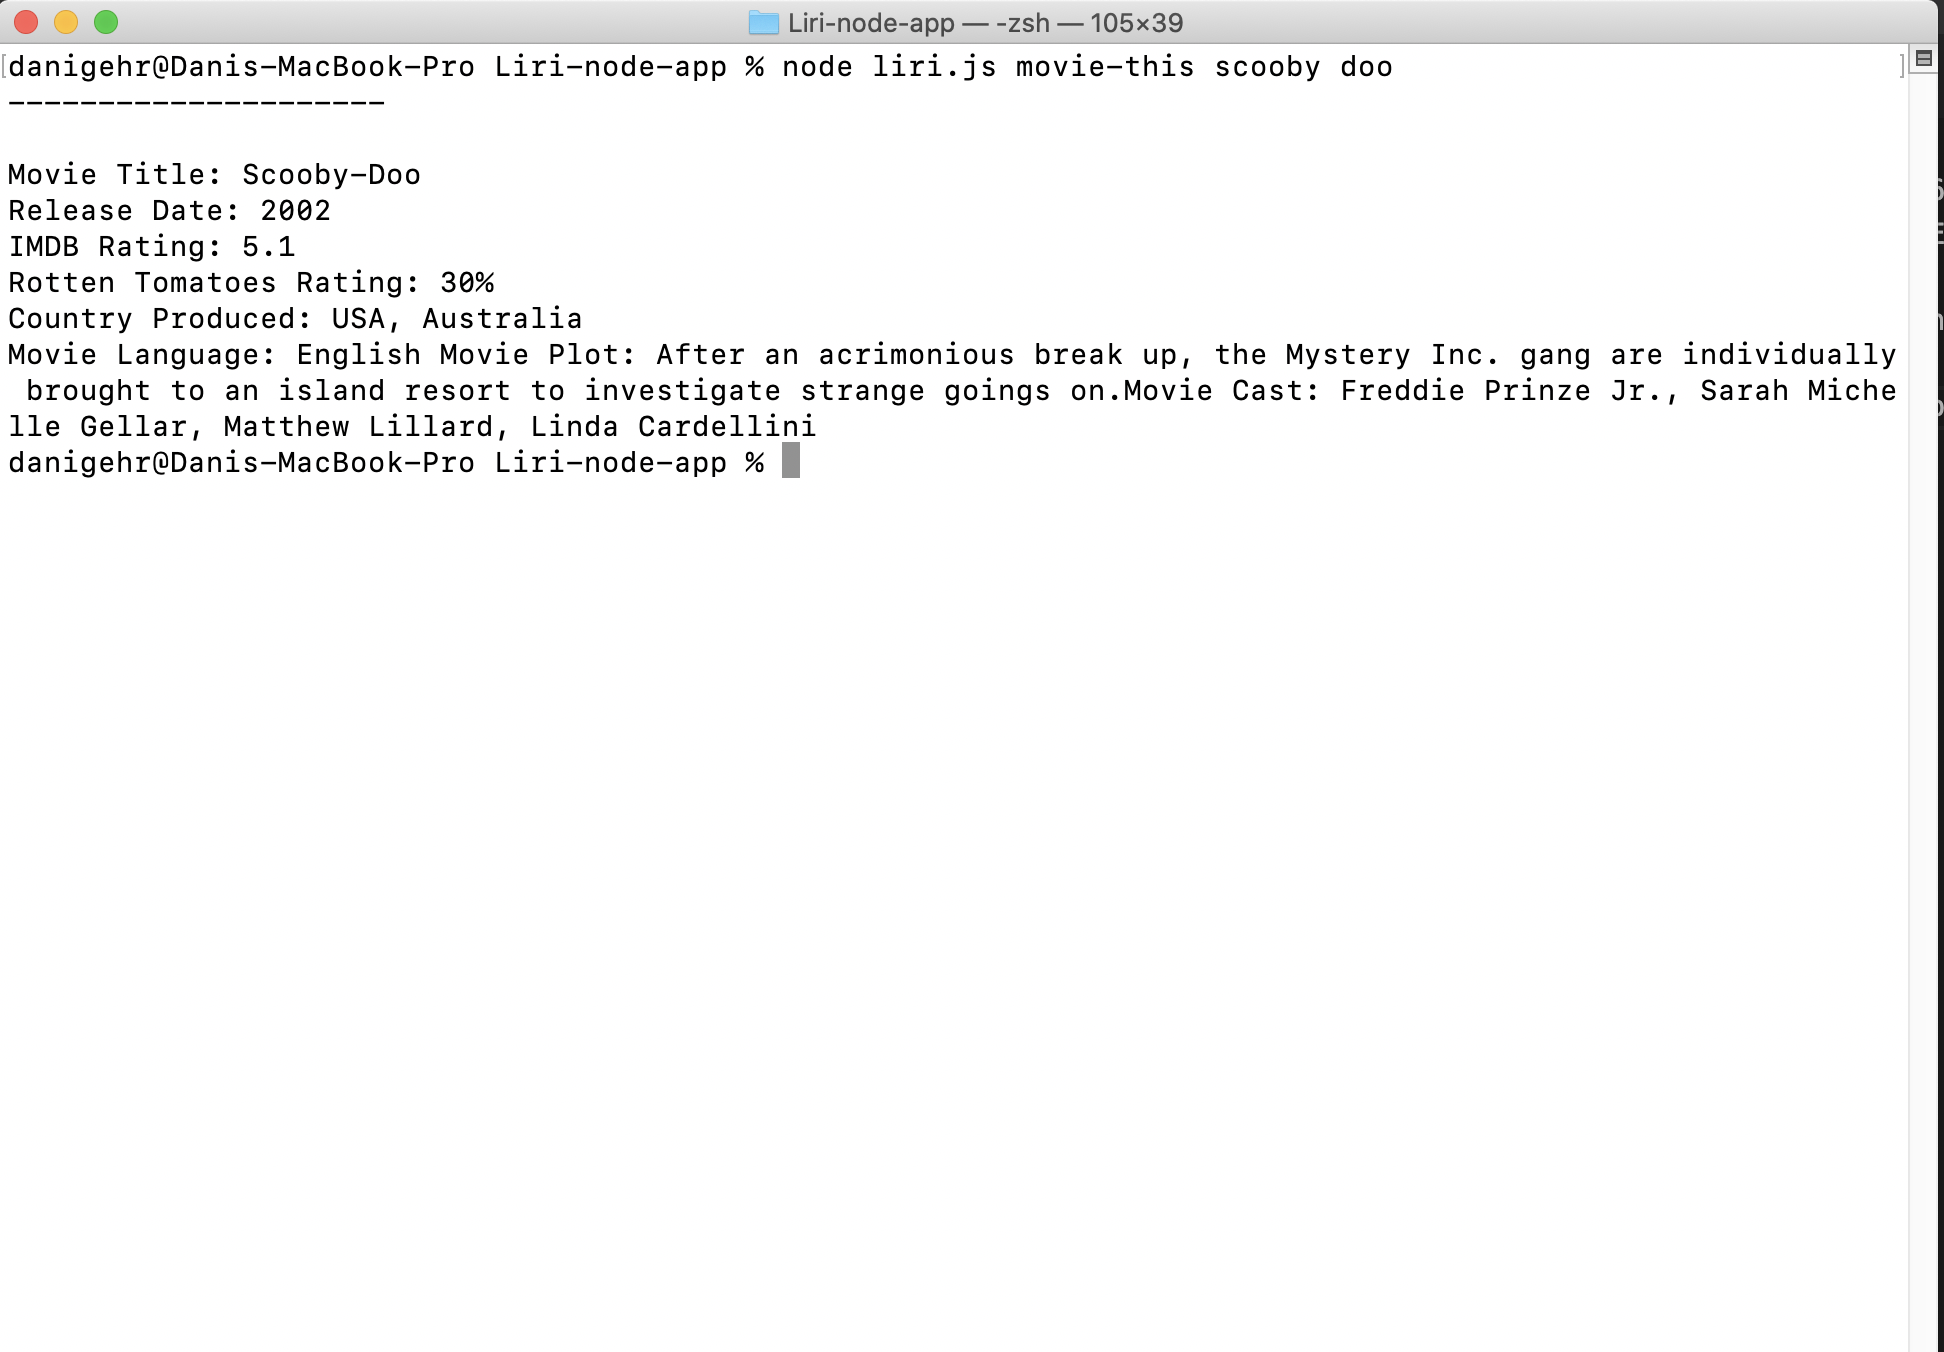 Liri-node-app — -zsh — 105×39
danigehr@Danis-MacBook-Pro Liri-node-app % node liri.js movie-this scooby doo
---------------------
Movie Title: Scooby-Doo
Release Date: 2002
IMDB Rating: 5.1
Rotten Tomatoes Rating: 30%
Country Produced: USA, Australia
Movie Language: English Movie Plot: After an acrimonious break up, the Mystery Inc. gang are individually
 brought to an island resort to investigate strange goings on.Movie Cast: Freddie Prinze Jr., Sarah Miche
lle Gellar, Matthew Lillard, Linda Cardellini
danigehr@Danis-MacBook-Pro Liri-node-app %